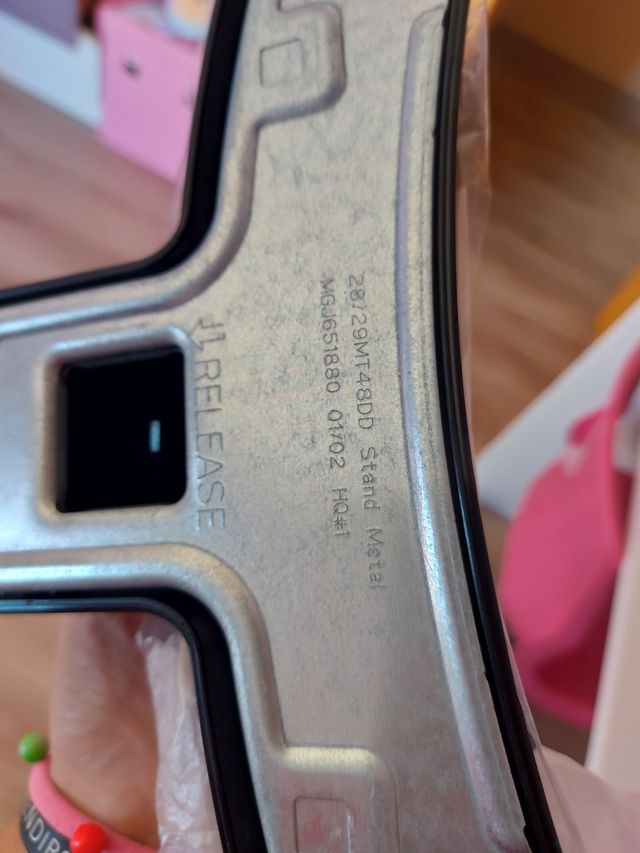 28/29MT48DD Stand Metal
MGJ651880 01/02 HQ#1
RELEASE